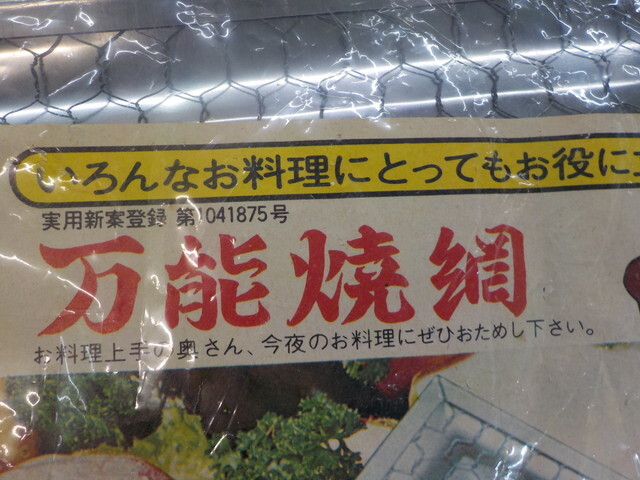 いろんなお料理にとってもお役に
実用新案登録 第1041875号
万能焼網
お料理上手の奥さん、今夜のお料理にぜひおためし下さい。